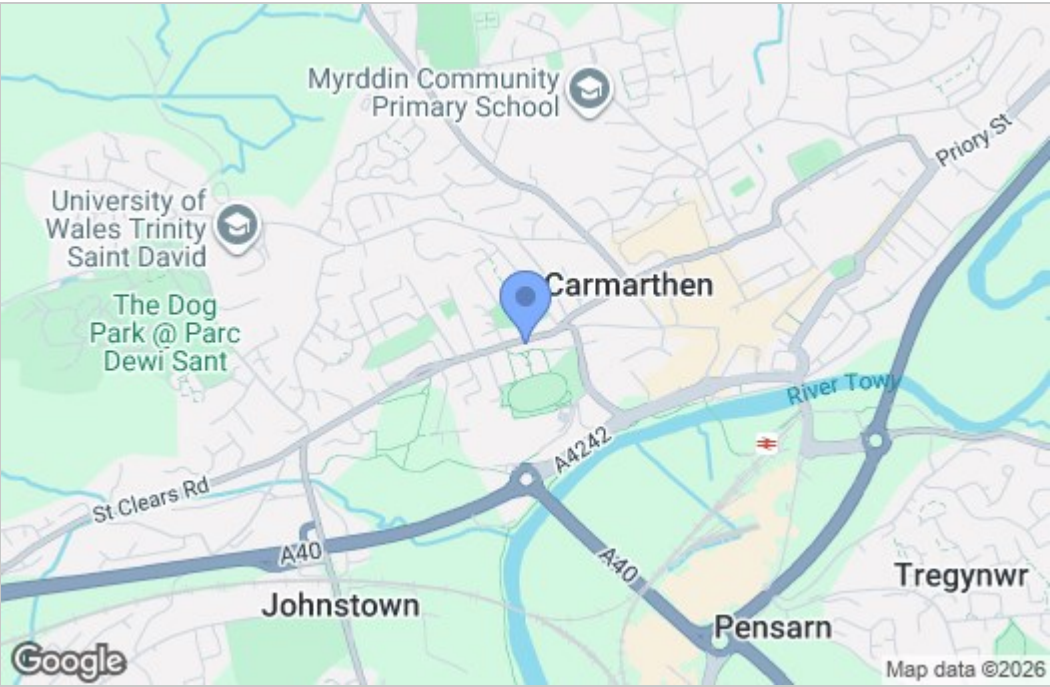 Myrddin Community
Primary School
Priory St
University of
Wales Trinity
Saint David
Carmarthen
The Dog
Park @ Parc
Dewi Sant
River Towy
A4242
St Clears Rd
A40
A40
Tregynwr
Johnstown
Pensarn
Google
Map data ©2026